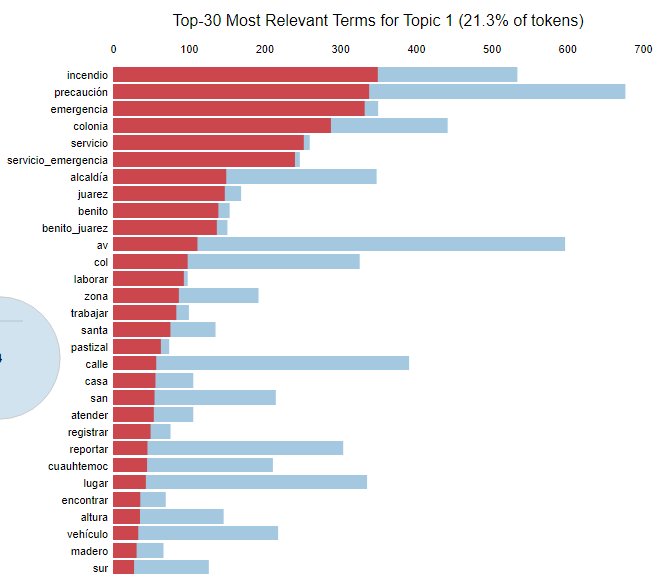 Top-30 Most Relevant Terms for Topic 1 (21.3% of tokens)
0 100 200 300 400 500 600 700
incendio
precaución
emergencia
colonia
servicio
servicio_emergencia
alcaldía
juarez
benito
benito_juarez
av
col
laborar
zona
trabajar
santa
pastizal
calle
casa
san
atender
registrar
reportar
cuauhtemoc
lugar
encontrar
altura
vehículo
madero
sur